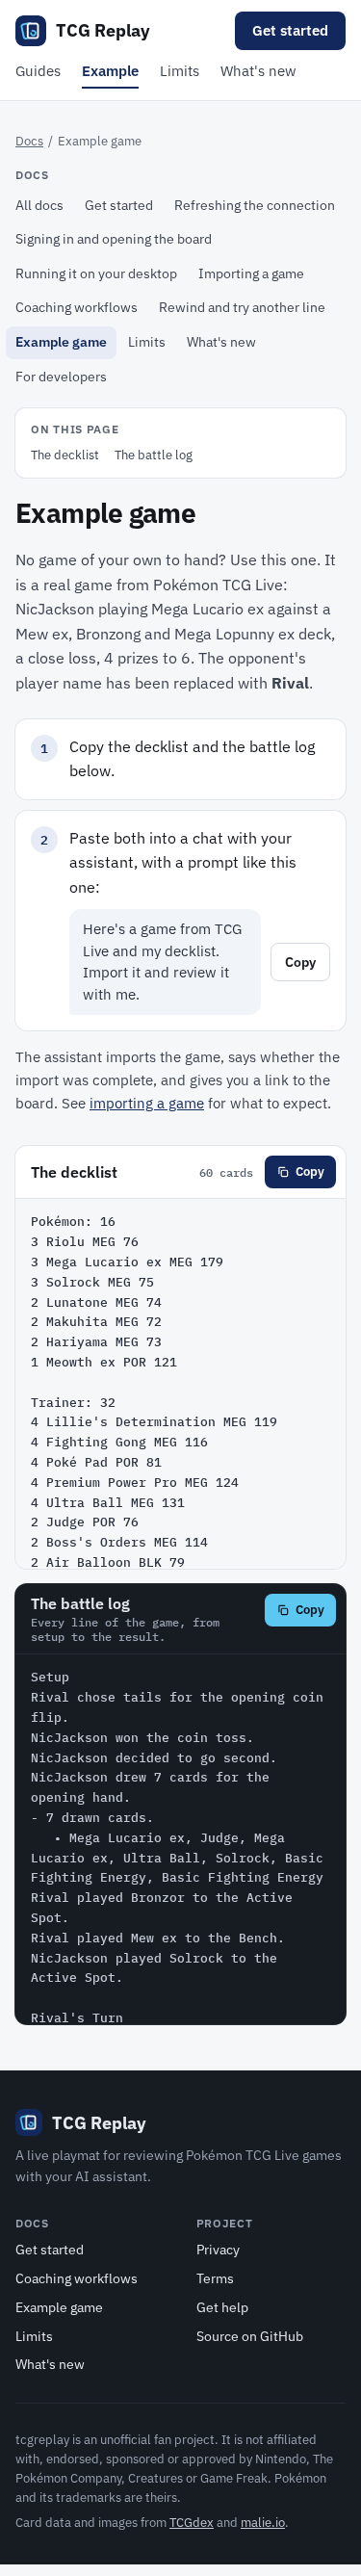 TCG Replay
Get started
Guides Example Limits What's new
Docs / Example game
DOCS
All docs Get started Refreshing the connection
Signing in and opening the board
Running it on your desktop Importing a game
Coaching workflows Rewind and try another line
Example game Limits What's new
For developers
ON THIS PAGE
The decklist The battle log
Example game
No game of your own to hand? Use this one. It
is a real game from Pokémon TCG Live:
NicJackson playing Mega Lucario ex against a
Mew ex, Bronzong and Mega Lopunny ex deck,
a close loss, 4 prizes to 6. The opponent's
player name has been replaced with Rival.
1 Copy the decklist and the battle log
below.
2 Paste both into a chat with your
assistant, with a prompt like this
one:
Here's a game from TCG
Live and my decklist.
Import it and review it
with me.
Copy
The assistant imports the game, says whether the
import was complete, and gives you a link to the
board. See importing a game for what to expect.
The decklist 60 cards Copy
Pokémon: 16
3 Riolu MEG 76
3 Mega Lucario ex MEG 179
3 Solrock MEG 75
2 Lunatone MEG 74
2 Makuhita MEG 72
2 Hariyama MEG 73
1 Meowth ex POR 121
Trainer: 32
4 Lillie's Determination MEG 119
4 Fighting Gong MEG 116
4 Poké Pad POR 81
4 Premium Power Pro MEG 124
4 Ultra Ball MEG 131
2 Judge POR 76
2 Boss's Orders MEG 114
2 Air Balloon BLK 79
The battle log
Every line of the game, from
setup to the result.
Copy
Setup
Rival chose tails for the opening coin
flip.
NicJackson won the coin toss.
NicJackson decided to go second.
NicJackson drew 7 cards for the
opening hand.
- 7 drawn cards.
• Mega Lucario ex, Judge, Mega
Lucario ex, Ultra Ball, Solrock, Basic
Fighting Energy, Basic Fighting Energy
Rival played Bronzor to the Active
Spot.
Rival played Mew ex to the Bench.
NicJackson played Solrock to the
Active Spot.
Rival's Turn
TCG Replay
A live playmat for reviewing Pokémon TCG Live games
with your AI assistant.
DOCS
Get started
Coaching workflows
Example game
Limits
What's new
PROJECT
Privacy
Terms
Get help
Source on GitHub
tcgreplay is an unofficial fan project. It is not affiliated
with, endorsed, sponsored or approved by Nintendo, The
Pokémon Company, Creatures or Game Freak. Pokémon
and its trademarks are theirs.
Card data and images from TCGdex and malie.io.